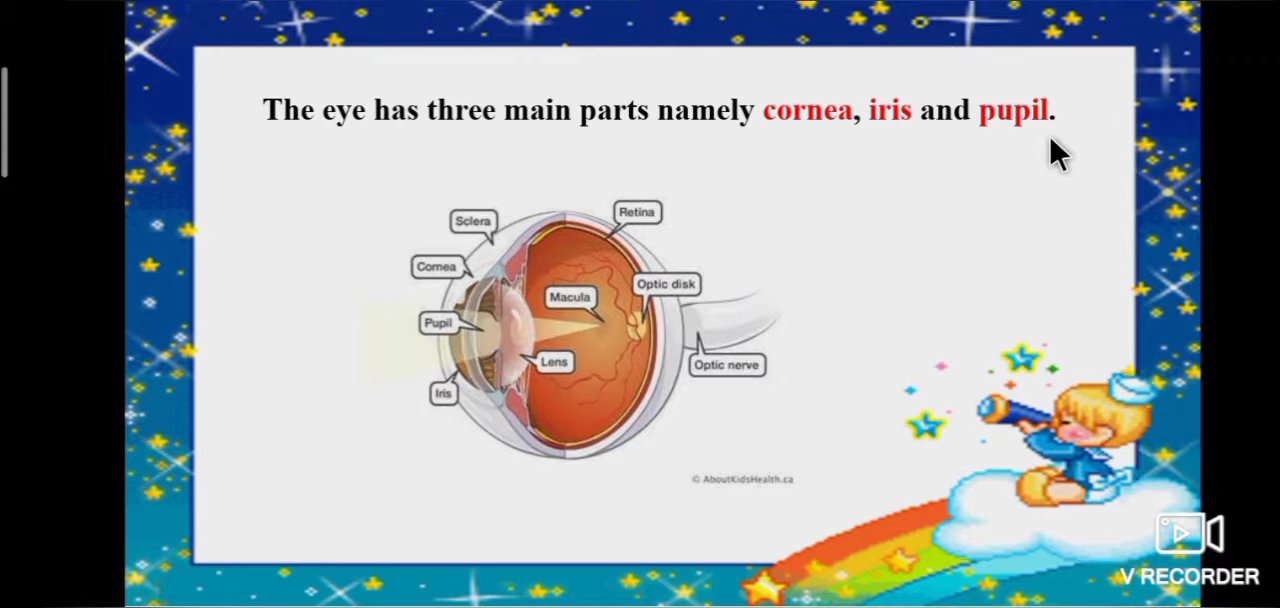 The eye has three main parts namely cornea, iris and pupil.
Sclera
Retina
Cornea
Optic disk
Macula
Pupil
Lens
Optic nerve
Iris
© AboutKidsHealth.ca
V RECORDER